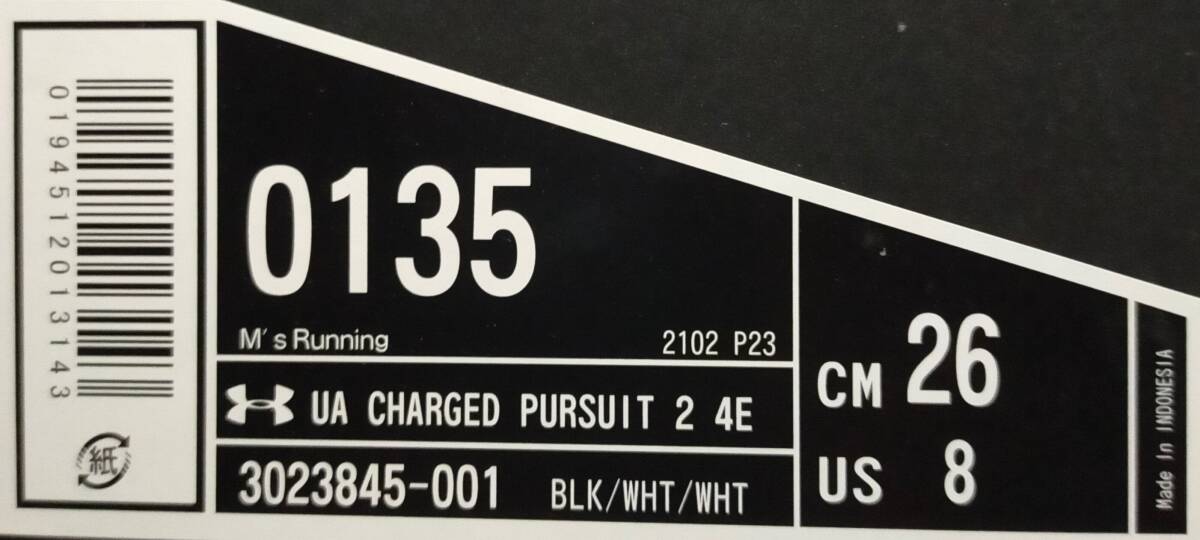 0194512013143
紙
0135
M's Running
2102 P23
UA CHARGED PURSUIT 2 4E
3023845-001 BLK/WHT/WHT
CM 26
US 8
Made In INDONESIA